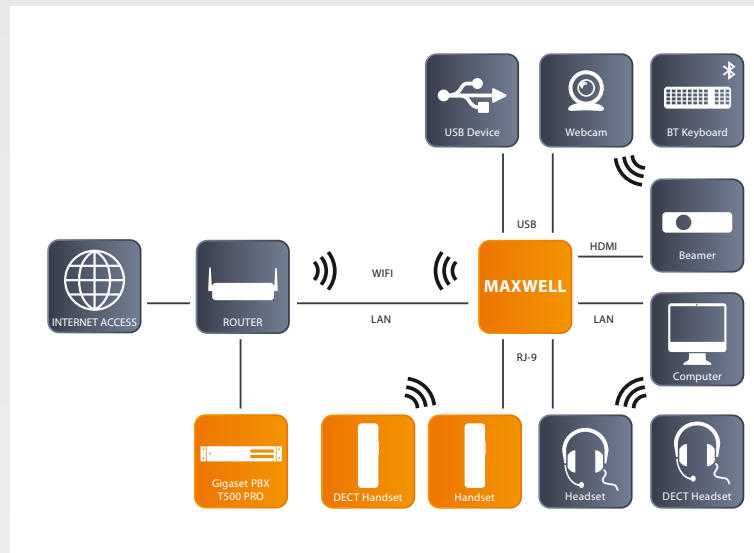 USB Device
Webcam
BT Keyboard
USB
HDMI
Beamer
INTERNET ACCESS
ROUTER
WIFI
LAN
MAXWELL
LAN
RJ-9
Computer
Gigaset PBX
T500 PRO
DECT Handset
Handset
Headset
DECT Headset